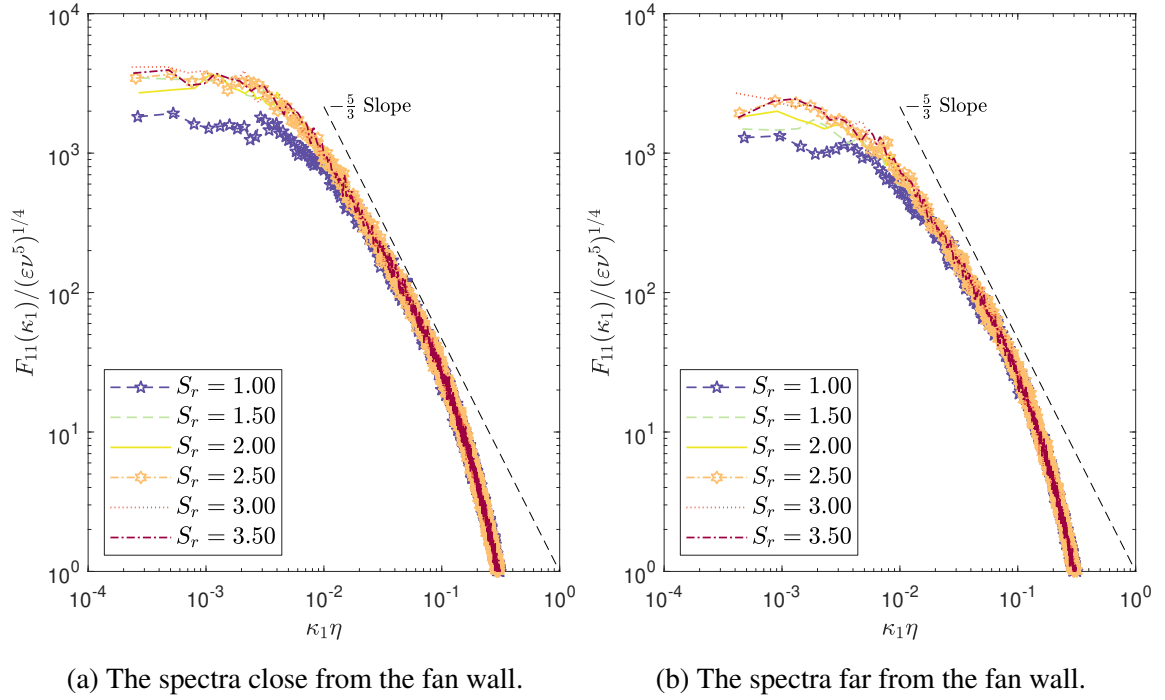 10^4
10^3
10^2
10^1
10^0
F_{11}(κ_1)/(εν^5)^{1/4}
-5/3 Slope
S_r = 1.00
S_r = 1.50
S_r = 2.00
S_r = 2.50
S_r = 3.00
S_r = 3.50
10^{-4} 10^{-3} 10^{-2} 10^{-1} 10^0
κ_1η
(a) The spectra close from the fan wall.
10^4
10^3
10^2
10^1
10^0
F_{11}(κ_1)/(εν^5)^{1/4}
-5/3 Slope
S_r = 1.00
S_r = 1.50
S_r = 2.00
S_r = 2.50
S_r = 3.00
S_r = 3.50
10^{-4} 10^{-3} 10^{-2} 10^{-1} 10^0
κ_1η
(b) The spectra far from the fan wall.